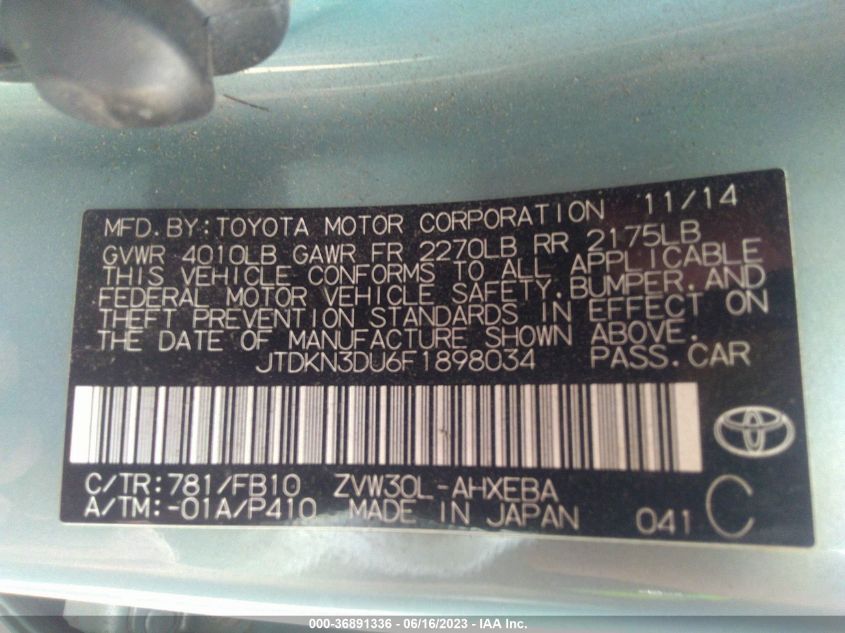 MFD. BY: TOYOTA MOTOR CORPORATION 11/14
GVWR 4010LB GAWR FR 2270LB RR 2175LB
THIS VEHICLE CONFORMS TO ALL APPLICABLE
FEDERAL MOTOR VEHICLE SAFETY, BUMPER, AND
THEFT PREVENTION STANDARDS IN EFFECT ON
THE DATE OF MANUFACTURE SHOWN ABOVE.
JTDKN3DU6F1898034 PASS. CAR
C/TR: 781/FB10 ZVW30L-AHXEBA
A/TM: -01A/P410 MADE IN JAPAN 041 C
000-36891336 - 06/16/2023 - IAA Inc.